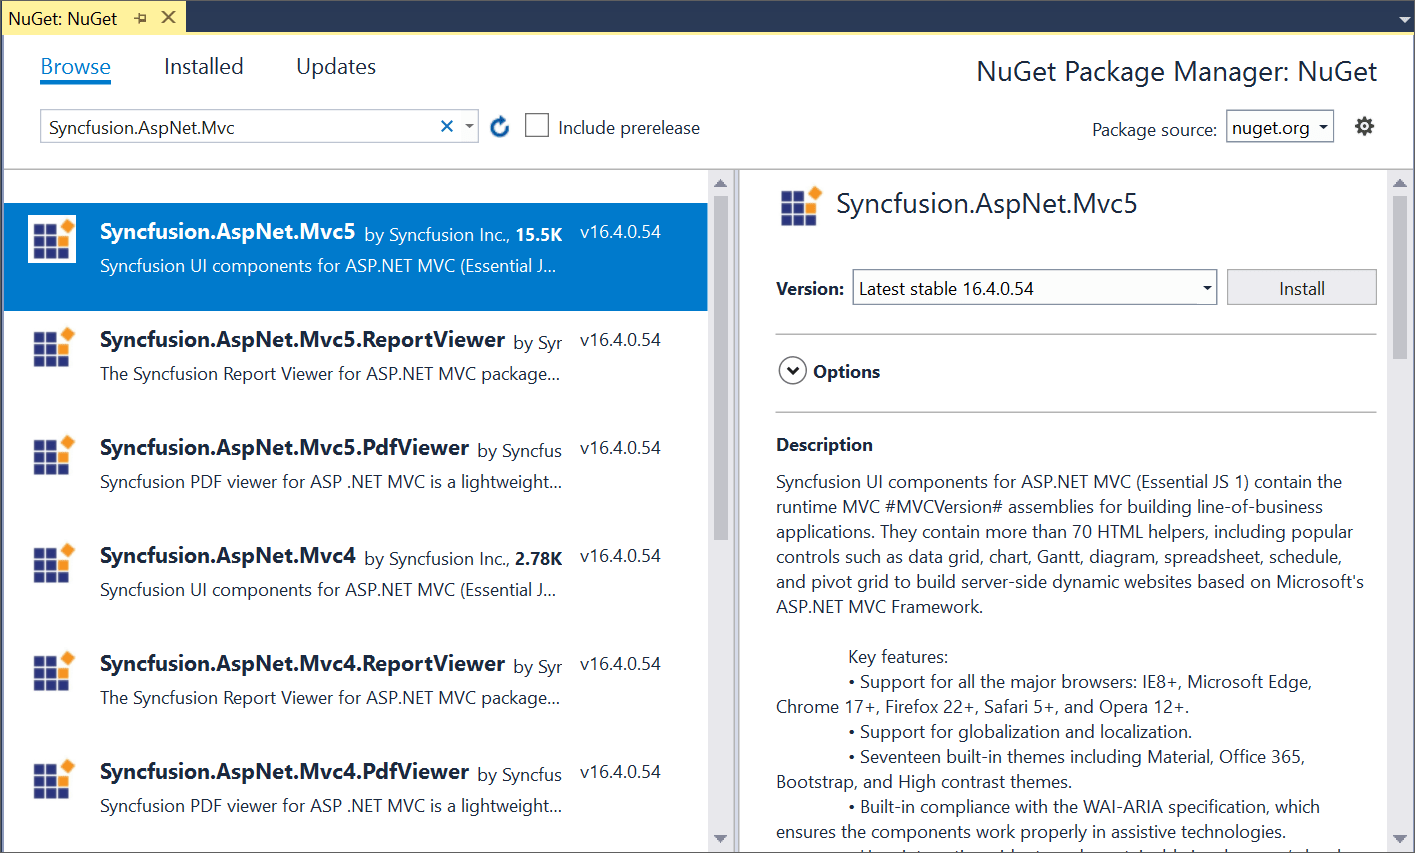 NuGet: NuGet
Browse Installed Updates
NuGet Package Manager: NuGet
Syncfusion.AspNet.Mvc
Include prerelease
Package source: nuget.org
Syncfusion.AspNet.Mvc5 by Syncfusion Inc., 15.5K v16.4.0.54
Syncfusion UI components for ASP.NET MVC (Essential J...
Syncfusion.AspNet.Mvc5.ReportViewer by Syr v16.4.0.54
The Syncfusion Report Viewer for ASP.NET MVC package...
Syncfusion.AspNet.Mvc5.PdfViewer by Syncfus v16.4.0.54
Syncfusion PDF viewer for ASP .NET MVC is a lightweight...
Syncfusion.AspNet.Mvc4 by Syncfusion Inc., 2.78K v16.4.0.54
Syncfusion UI components for ASP.NET MVC (Essential J...
Syncfusion.AspNet.Mvc4.ReportViewer by Syr v16.4.0.54
The Syncfusion Report Viewer for ASP.NET MVC package...
Syncfusion.AspNet.Mvc4.PdfViewer by Syncfus v16.4.0.54
Syncfusion PDF viewer for ASP .NET MVC is a lightweight...
Syncfusion.AspNet.Mvc5
Version: Latest stable 16.4.0.54 Install
Options
Description
Syncfusion UI components for ASP.NET MVC (Essential JS 1) contain the
runtime MVC #MVCVersion# assemblies for building line-of-business
applications. They contain more than 70 HTML helpers, including popular
controls such as data grid, chart, Gantt, diagram, spreadsheet, schedule,
and pivot grid to build server-side dynamic websites based on Microsoft's
ASP.NET MVC Framework.
Key features:
• Support for all the major browsers: IE8+, Microsoft Edge,
Chrome 17+, Firefox 22+, Safari 5+, and Opera 12+.
• Support for globalization and localization.
• Seventeen built-in themes including Material, Office 365,
Bootstrap, and High contrast themes.
• Built-in compliance with the WAI-ARIA specification, which
ensures the components work properly in assistive technologies.